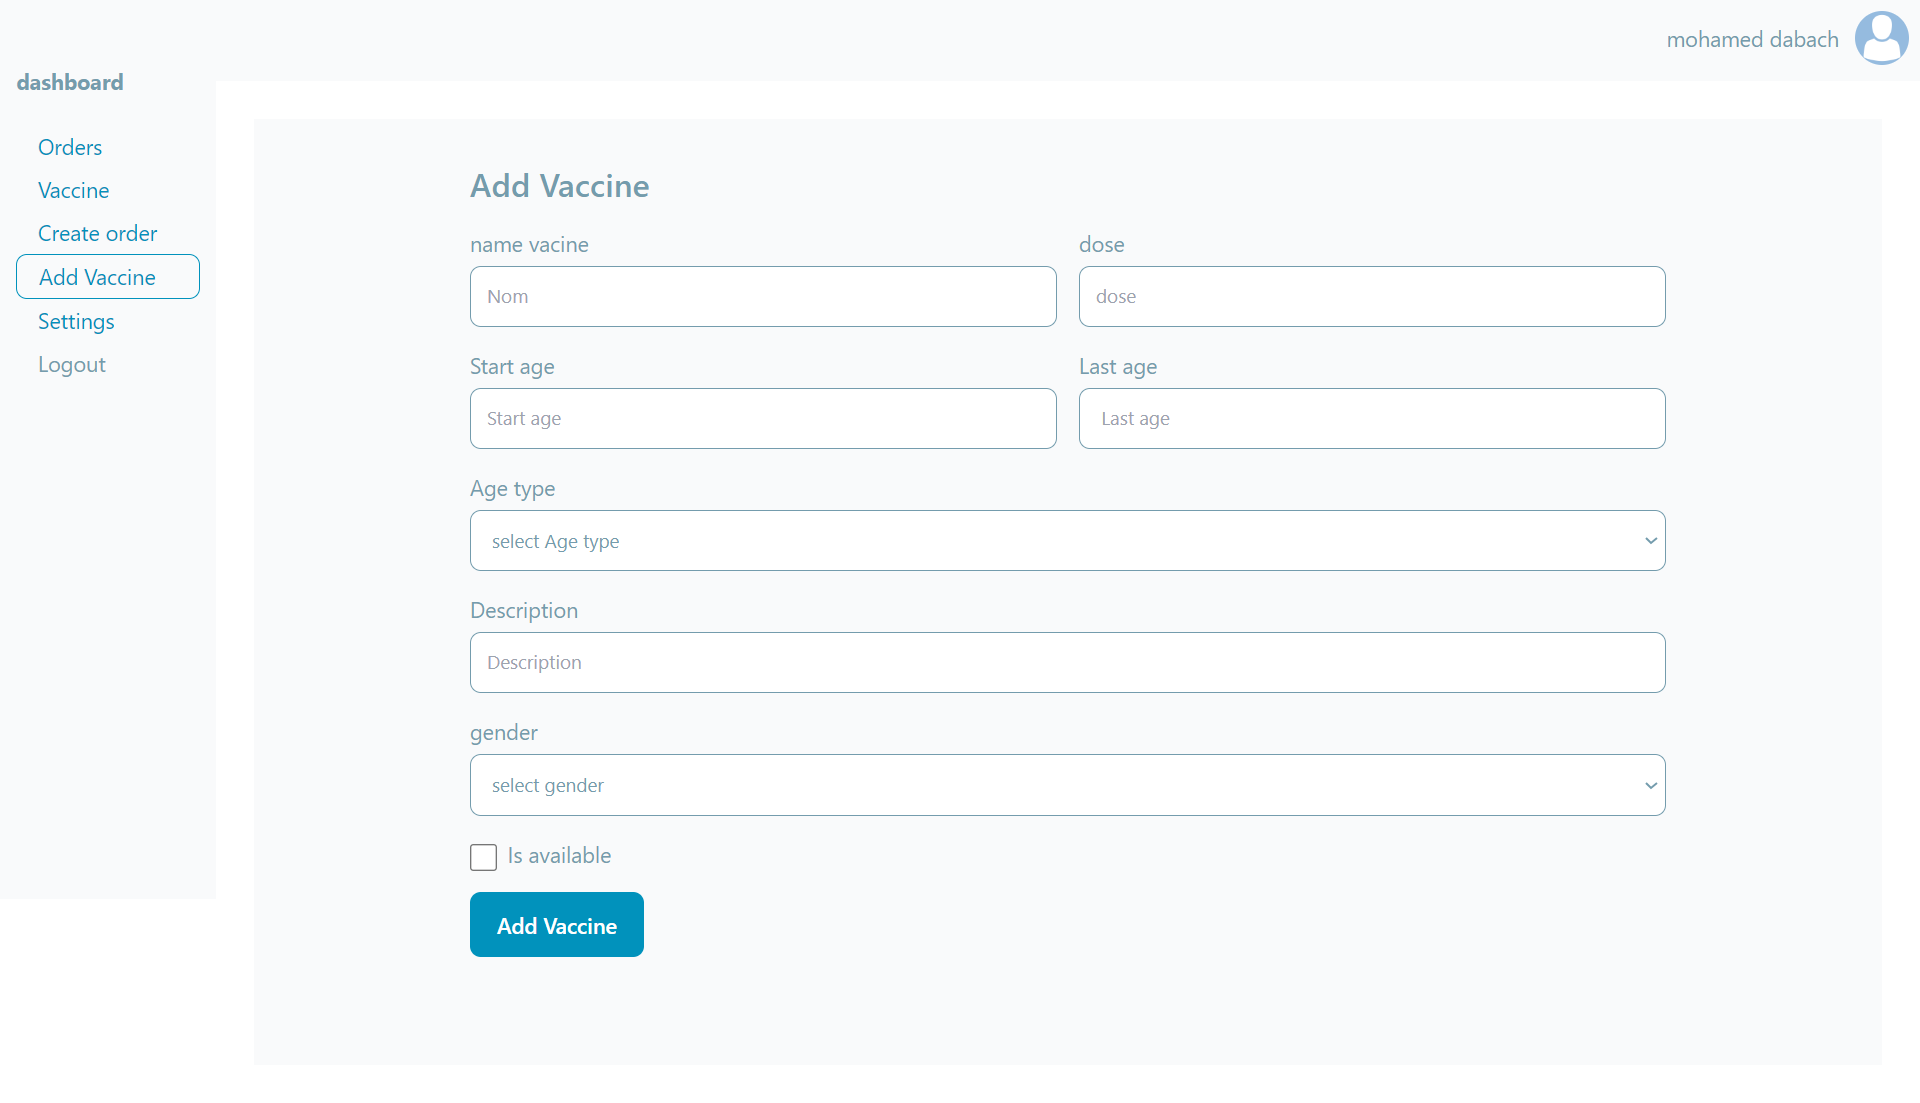 mohamed dabach
dashboard
Orders
Vaccine
Create order
Add Vaccine
Settings
Logout
Add Vaccine
name vacine
dose
Nom
dose
Start age
Last age
Start age
Last age
Age type
select Age type
Description
Description
gender
select gender
Is available
Add Vaccine